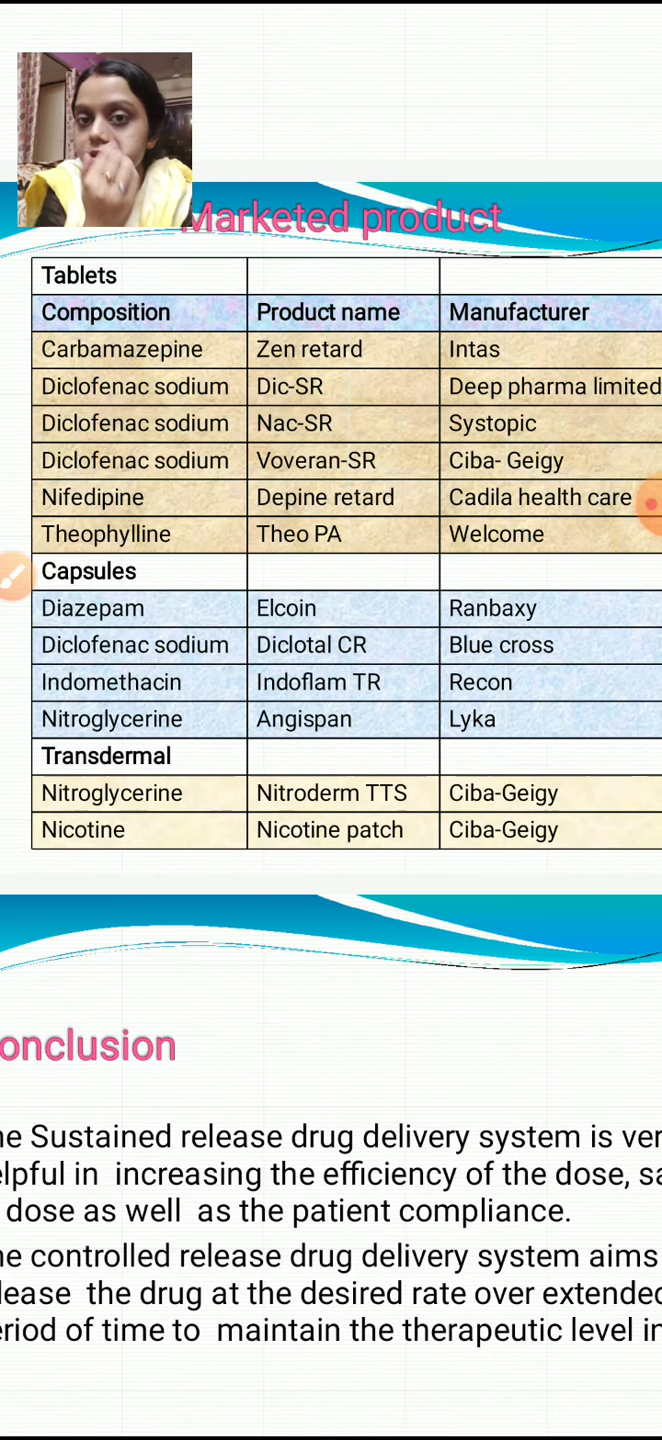 Marketed product
Tablets
Composition Product name Manufacturer
Carbamazepine Zen retard Intas
Diclofenac sodium Dic-SR Deep pharma limited
Diclofenac sodium Nac-SR Systopic
Diclofenac sodium Voveran-SR Ciba- Geigy
Nifedipine Depine retard Cadila health care
Theophylline Theo PA Welcome
Capsules
Diazepam Elcoin Ranbaxy
Diclofenac sodium Diclotal CR Blue cross
Indomethacin Indoflam TR Recon
Nitroglycerine Angispan Lyka
Transdermal
Nitroglycerine Nitroderm TTS Ciba-Geigy
Nicotine Nicotine patch Ciba-Geigy
onclusion
he Sustained release drug delivery system is ver
elpful in increasing the efficiency of the dose, sa
dose as well as the patient compliance.
he controlled release drug delivery system aims
lease the drug at the desired rate over extended
eriod of time to maintain the therapeutic level in